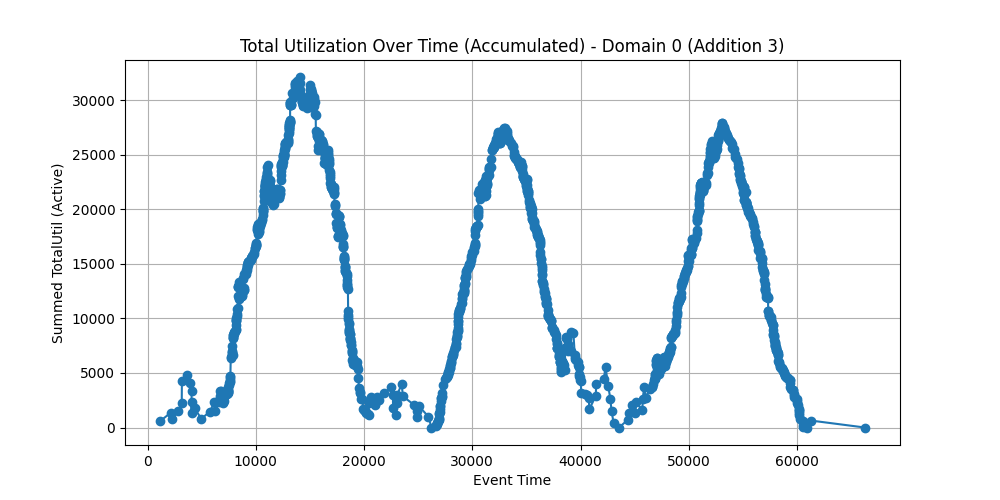 Total Utilization Over Time (Accumulated) - Domain 0 (Addition 3)
Summed TotalUtil (Active)
30000
25000
20000
15000
10000
5000
0
0 10000 20000 30000 40000 50000 60000
Event Time